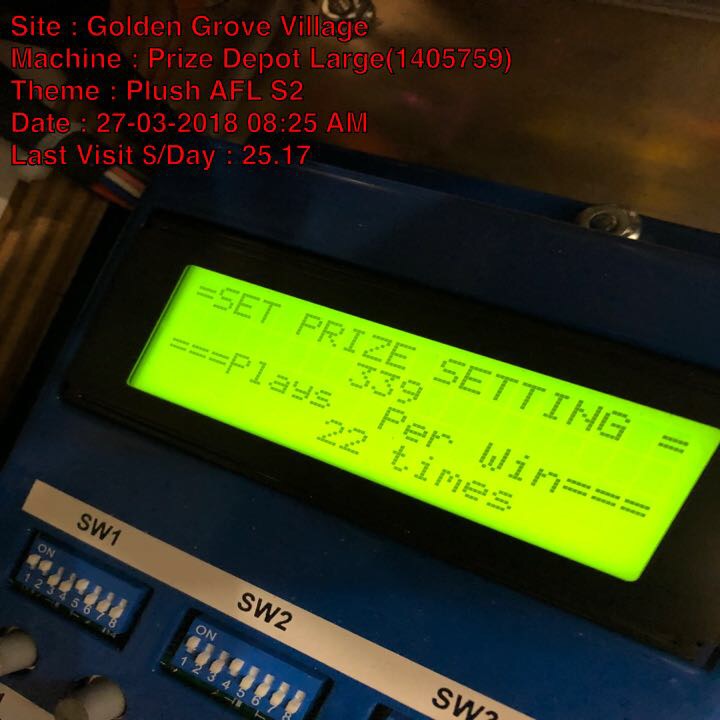 Site : Golden Grove Village
Machine : Prize Depot Large(1405759)
Theme : Plush AFL S2
Date : 27-03-2018 08:25 AM
Last Visit S/Day : 25.17
=SET PRIZE SETTING =
339
===Plays Per Win===
22 times
SW1
ON
1 2 3 4 5 6 7 8
SW2
ON
1 2 3 4 5 6 7 8
SW3